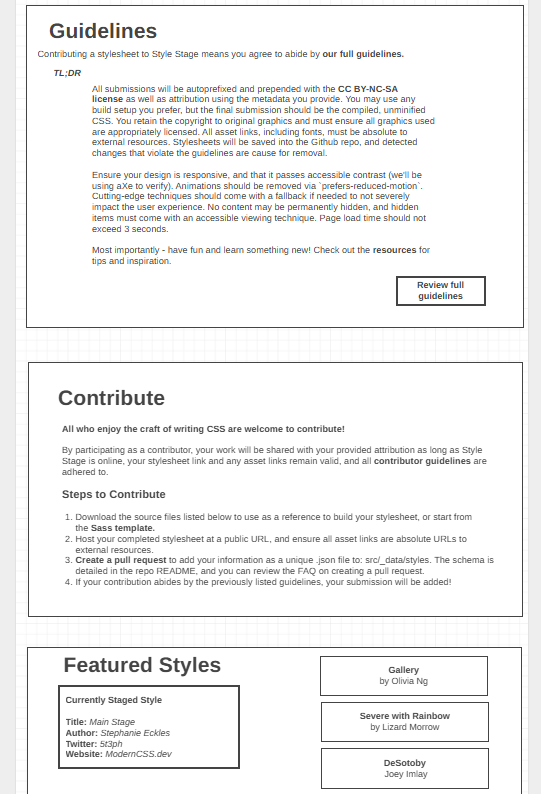 Guidelines
Contributing a stylesheet to Style Stage means you agree to abide by our full guidelines.
TL;DR
All submissions will be autoprefixed and prepended with the CC BY-NC-SA
license as well as attribution using the metadata you provide. You may use any
build setup you prefer, but the final submission should be the compiled, unminified
CSS. You retain the copyright to original graphics and must ensure all graphics used
are appropriately licensed. All asset links, including fonts, must be absolute to
external resources. Stylesheets will be saved into the Github repo, and detected
changes that violate the guidelines are cause for removal.
Ensure your design is responsive, and that it passes accessible contrast (we'll be
using aXe to verify). Animations should be removed via `prefers-reduced-motion`.
Cutting-edge techniques should come with a fallback if needed to not severely
impact the user experience. No content may be permanently hidden, and hidden
items must come with an accessible viewing technique. Page load time should not
exceed 3 seconds.
Most importantly - have fun and learn something new! Check out the resources for
tips and inspiration.
Review full
guidelines
Contribute
All who enjoy the craft of writing CSS are welcome to contribute!
By participating as a contributor, your work will be shared with your provided attribution as long as Style
Stage is online, your stylesheet link and any asset links remain valid, and all contributor guidelines are
adhered to.
Steps to Contribute
1. Download the source files listed below to use as a reference to build your stylesheet, or start from
the Sass template.
2. Host your completed stylesheet at a public URL, and ensure all asset links are absolute URLs to
external resources.
3. Create a pull request to add your information as a unique .json file to: src/_data/styles. The schema is
detailed in the repo README, and you can review the FAQ on creating a pull request.
4. If your contribution abides by the previously listed guidelines, your submission will be added!
Featured Styles
Currently Staged Style
Title: Main Stage
Author: Stephanie Eckles
Twitter: 5t3ph
Website: ModernCSS.dev
Gallery
by Olivia Ng
Severe with Rainbow
by Lizard Morrow
DeSotoby
Joey Imlay